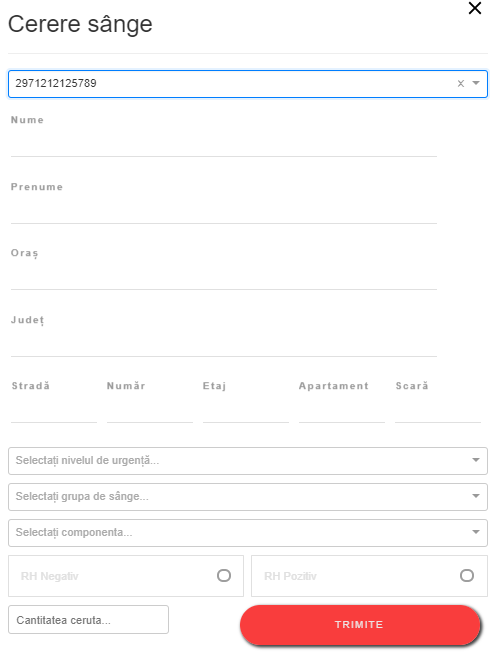 Cerere sânge
2971212125789
Nume
Prenume
Oraș
Județ
Stradă Număr Etaj Apartament Scară
Selectați nivelul de urgență...
Selectați grupa de sânge...
Selectați componenta...
RH Negativ RH Pozitiv
Cantitatea ceruta... TRIMITE